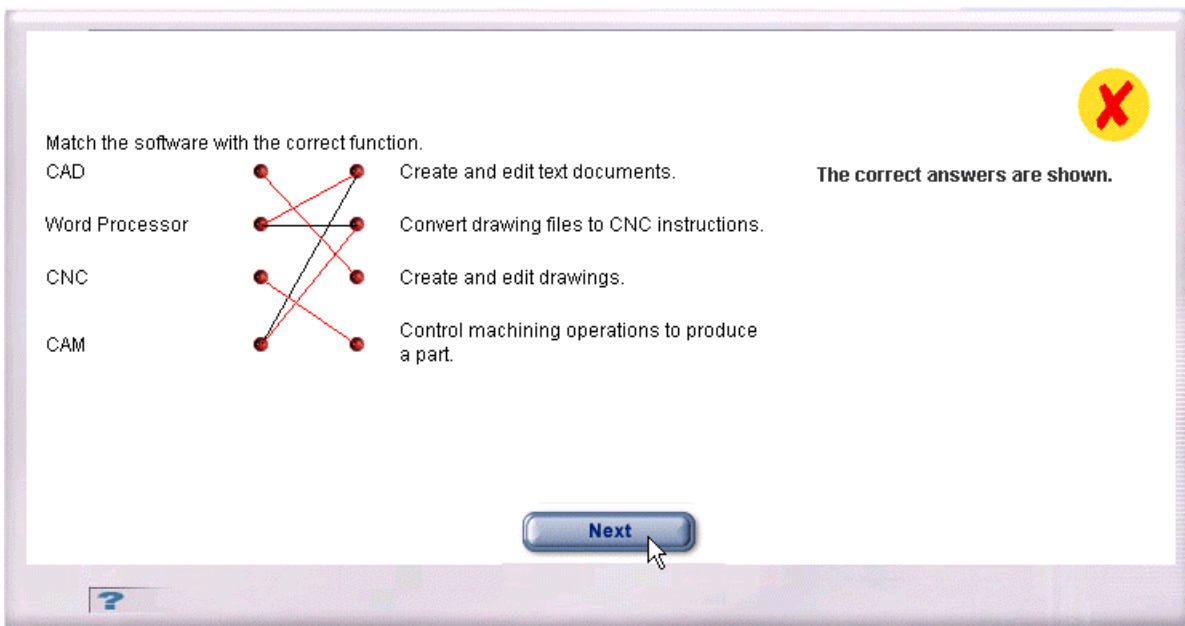 Match the software with the correct function.
CAD
Create and edit text documents.
The correct answers are shown.
Word Processor
Convert drawing files to CNC instructions.
CNC
Create and edit drawings.
CAM
Control machining operations to produce
a part.
Next
?